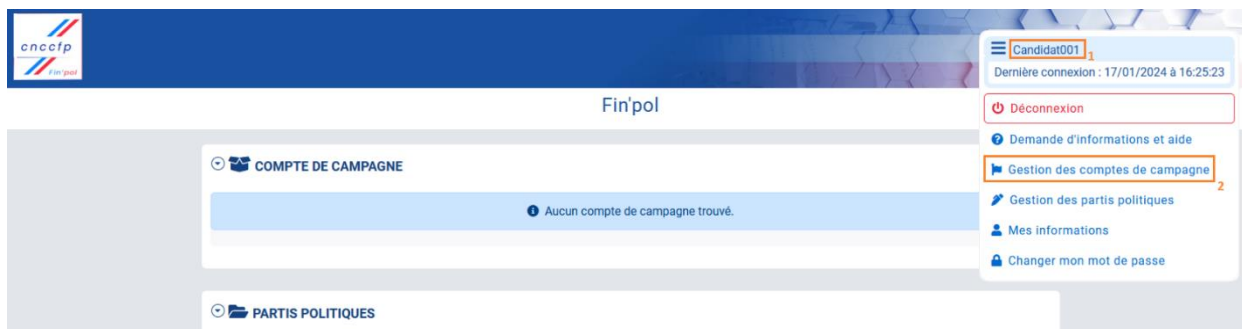 cnccfp
Fin'pol
Candidat001
1
Dernière connexion : 17/01/2024 à 16:25:23
Fin'pol
Déconnexion
Demande d'informations et aide
Gestion des comptes de campagne
2
Gestion des partis politiques
Mes informations
Changer mon mot de passe
COMPTE DE CAMPAGNE
Aucun compte de campagne trouvé.
PARTIS POLITIQUES